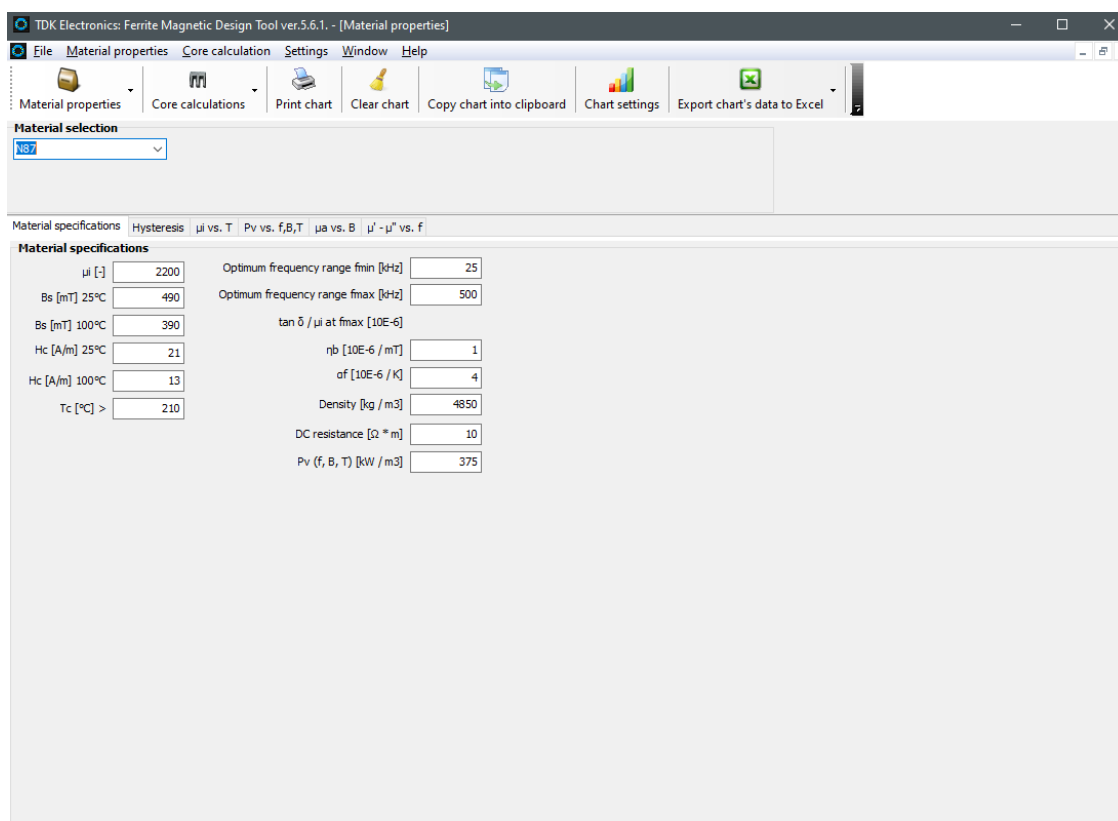 TDK Electronics: Ferrite Magnetic Design Tool ver.5.6.1. - [Material properties]
File Material properties Core calculation Settings Window Help
Material properties Core calculations Print chart Clear chart Copy chart into clipboard Chart settings Export chart's data to Excel
Material selection
N87
Material specifications Hysteresis µi vs. T Pv vs. f,B,T µa vs. B µ' - µ'' vs. f
Material specifications
µi [-] 2200 Optimum frequency range fmin [kHz] 25
Bs [mT] 25ºC 490 Optimum frequency range fmax [kHz] 500
Bs [mT] 100ºC 390 tan δ / µi at fmax [10E-6]
Hc [A/m] 25ºC 21 ηb [10E-6 / mT] 1
Hc [A/m] 100ºC 13 αf [10E-6 / K] 4
Tc [ºC] > 210 Density [kg / m3] 4850
DC resistance [Ω * m] 10
Pv (f, B, T) [kW / m3] 375